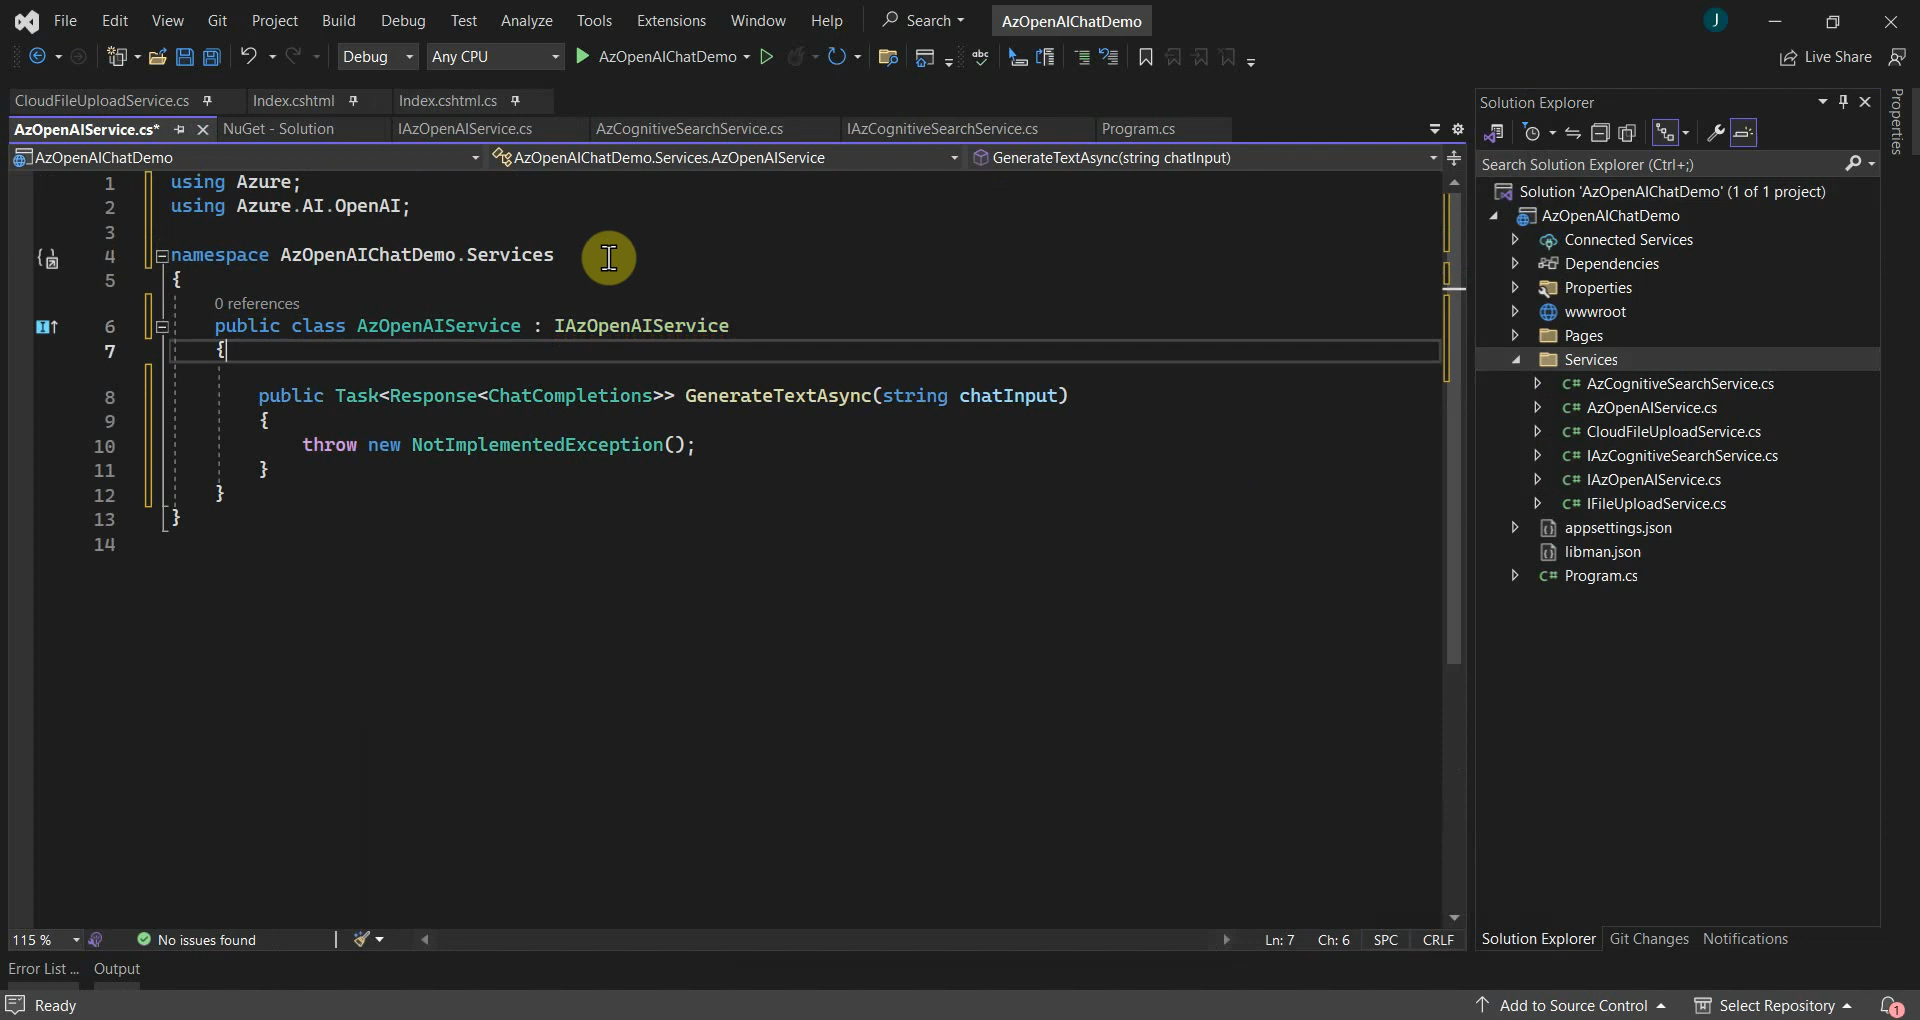 File Edit View Git Project Build Debug Test Analyze Tools Extensions Window Help Search AzOpenAIChatDemo J
Debug Any CPU AzOpenAIChatDemo Live Share
CloudFileUploadService.cs Index.cshtml Index.cshtml.cs
AzOpenAIService.cs* NuGet - Solution IAzOpenAIService.cs AzCognitiveSearchService.cs IAzCognitiveSearchService.cs Program.cs
AzOpenAIChatDemo AzOpenAIChatDemo.Services.AzOpenAIService GenerateTextAsync(string chatInput)
1 using Azure;
2 using Azure.AI.OpenAI;
3
4 namespace AzOpenAIChatDemo.Services
5 {
0 references
6 public class AzOpenAIService : IAzOpenAIService
7 {
8 public Task<Response<ChatCompletions>> GenerateTextAsync(string chatInput)
9 {
10 throw new NotImplementedException();
11 }
12 }
13 }
14
115 % No issues found Ln: 7 Ch: 6 SPC CRLF
Error List ... Output
Solution Explorer
Search Solution Explorer (Ctrl+;)
Solution 'AzOpenAIChatDemo' (1 of 1 project)
AzOpenAIChatDemo
Connected Services
Dependencies
Properties
wwwroot
Pages
Services
C# AzCognitiveSearchService.cs
C# AzOpenAIService.cs
C# CloudFileUploadService.cs
C# IAzCognitiveSearchService.cs
C# IAzOpenAIService.cs
C# IFileUploadService.cs
appsettings.json
libman.json
C# Program.cs
Solution Explorer Git Changes Notifications
Properties
Ready Add to Source Control Select Repository 1